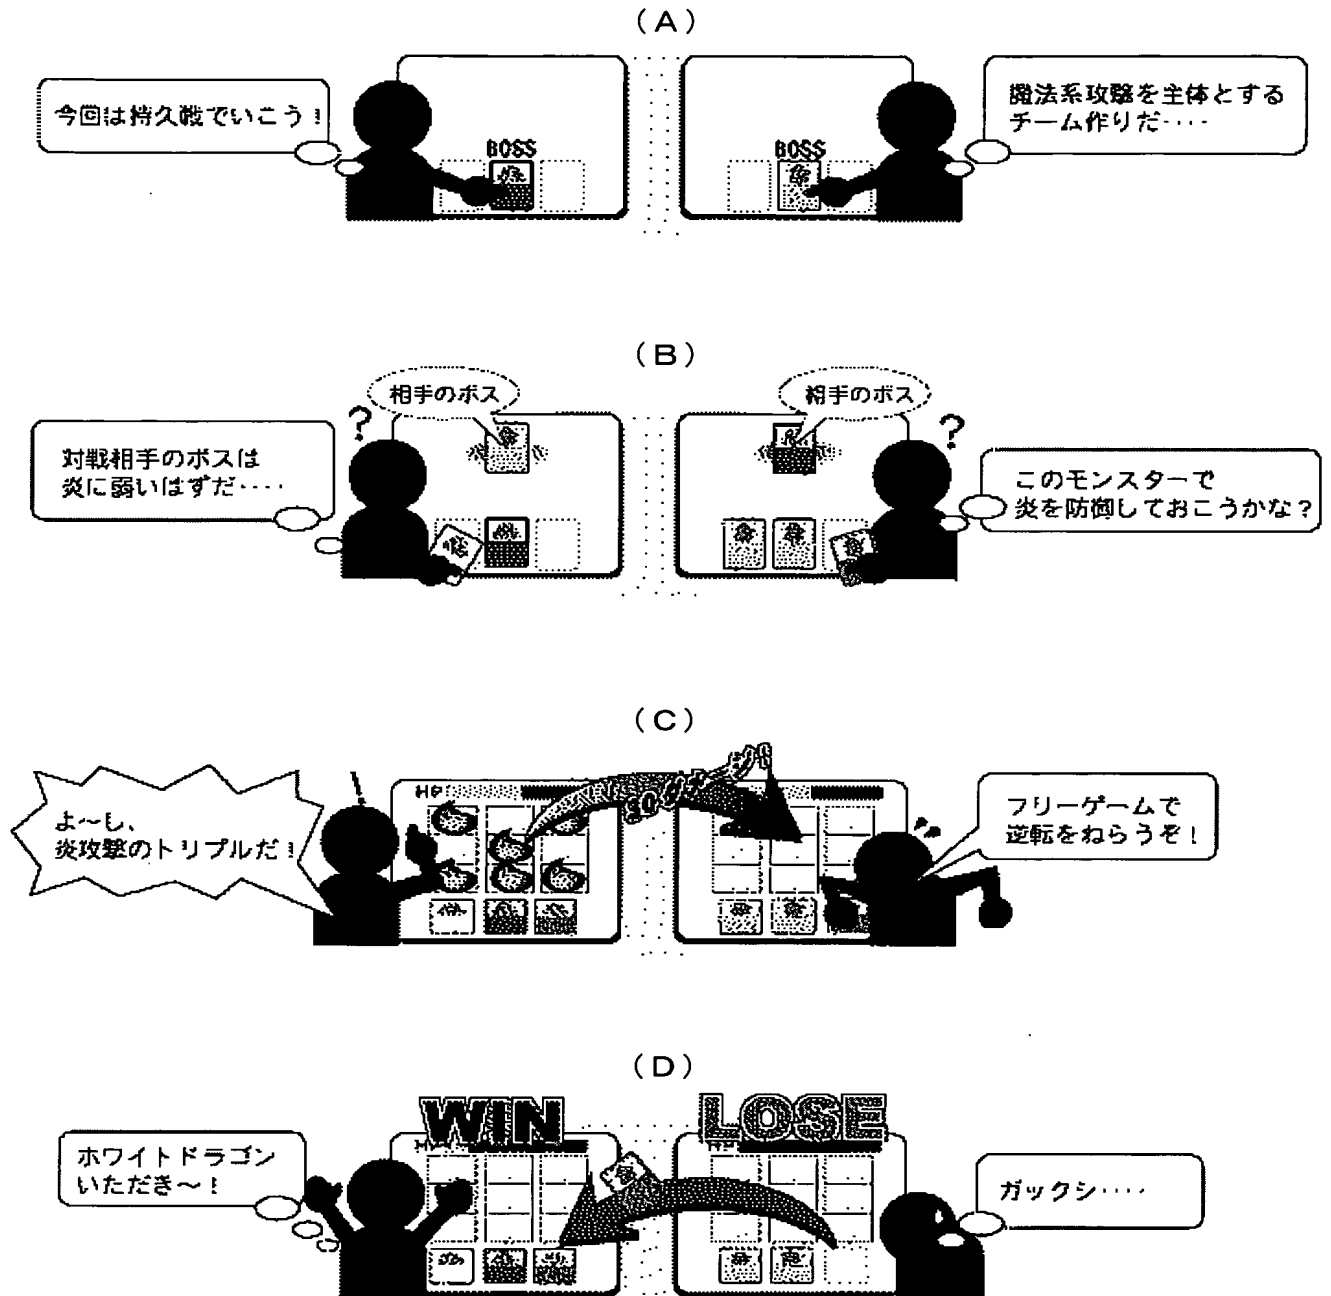 (A)
今回は持久戦でいこう!
BOSS
BOSS
魔法系攻撃を主体とする
チーム作りだ‥‥
(B)
相手のボス
相手のボス
?
?
対戦相手のボスは
炎に弱いはずだ‥‥
このモンスターで
炎を防御しておこうかな?
(C)
HP
よ〜し、
炎攻撃のトリプルだ!
フリーゲームで
逆転をねらうぞ!
(D)
WIN
LOSE
HP
ホワイトドラゴン
いただき〜!
ガックシ‥‥